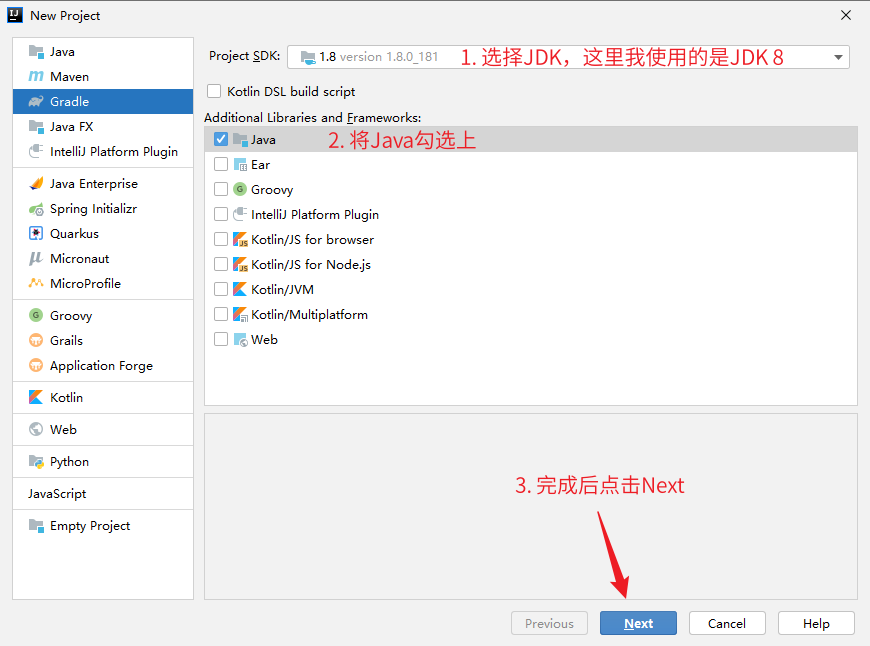 New Project
Java
Maven
Gradle
Java FX
IntelliJ Platform Plugin
Java Enterprise
Spring Initializr
Quarkus
Micronaut
MicroProfile
Groovy
Grails
Application Forge
Kotlin
Web
Python
JavaScript
Empty Project
Project SDK: 1.8 version 1.8.0_181 1. 选择JDK，这里我使用的是JDK 8
Kotlin DSL build script
Additional Libraries and Frameworks:
Java 2. 将Java勾选上
Ear
Groovy
IntelliJ Platform Plugin
Kotlin/JS for browser
Kotlin/JS for Node.js
Kotlin/JVM
Kotlin/Multiplatform
Web
3. 完成后点击Next
Previous Next Cancel Help